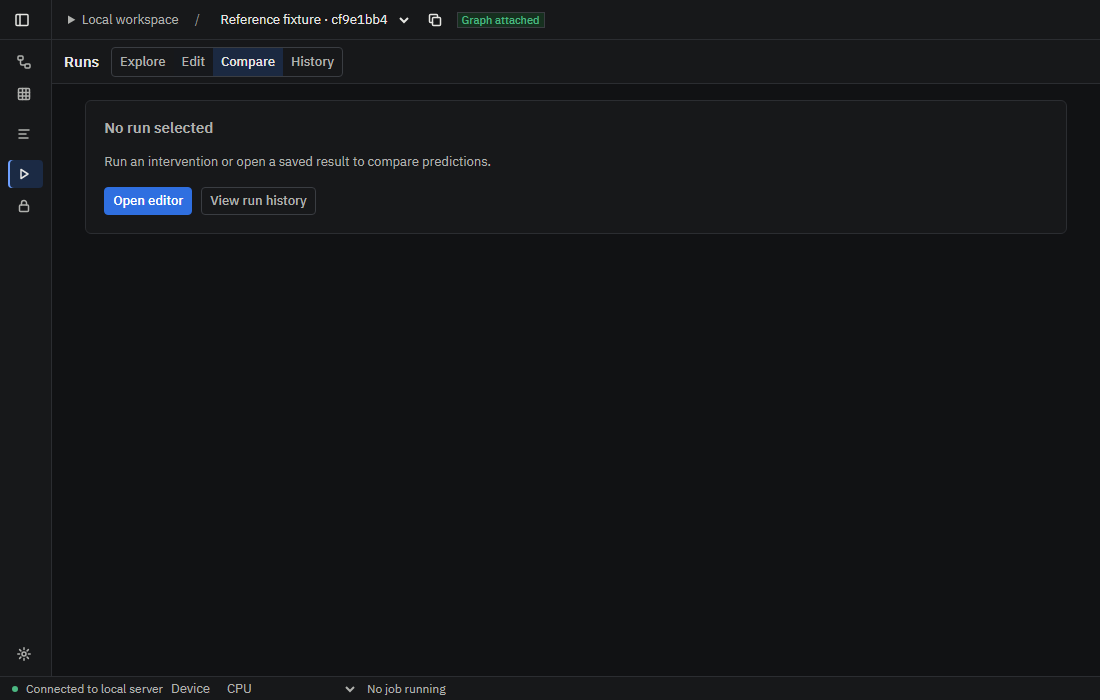 Local workspace / Reference fixture · cf9e1bb4 Graph attached
Runs Explore Edit Compare History
No run selected
Run an intervention or open a saved result to compare predictions.
Open editor View run history
Connected to local server Device CPU No job running